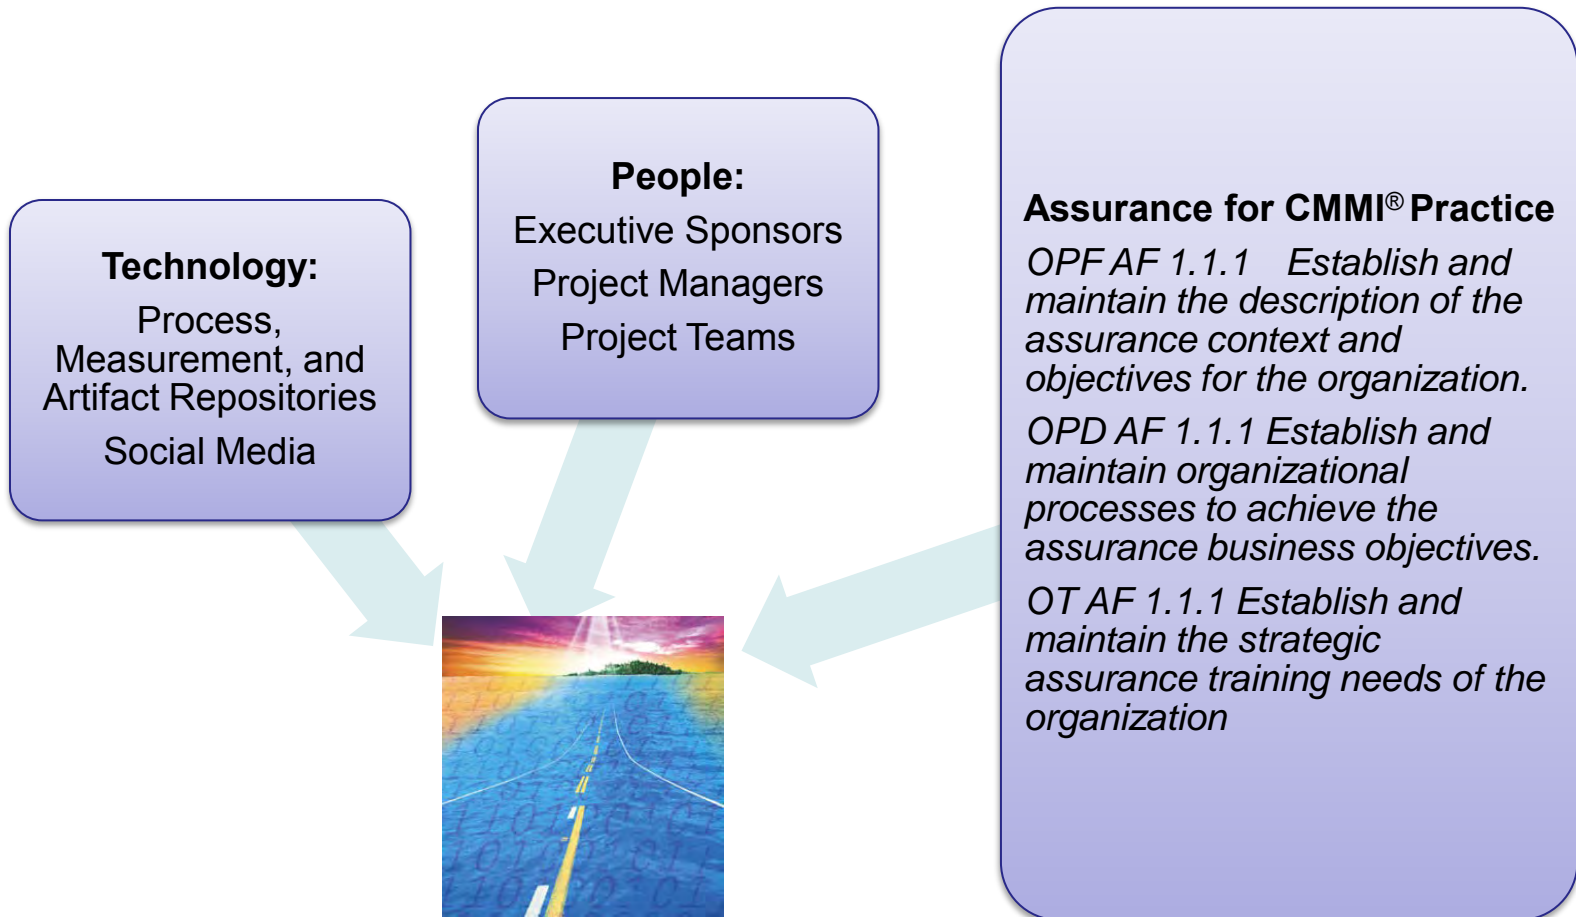 Technology:
Process,
Measurement, and
Artifact Repositories
Social Media
People:
Executive Sponsors
Project Managers
Project Teams
Assurance for CMMI® Practice
OPF AF 1.1.1 Establish and
maintain the description of the
assurance context and
objectives for the organization.
OPD AF 1.1.1 Establish and
maintain organizational
processes to achieve the
assurance business objectives.
OT AF 1.1.1 Establish and
maintain the strategic
assurance training needs of the
organization